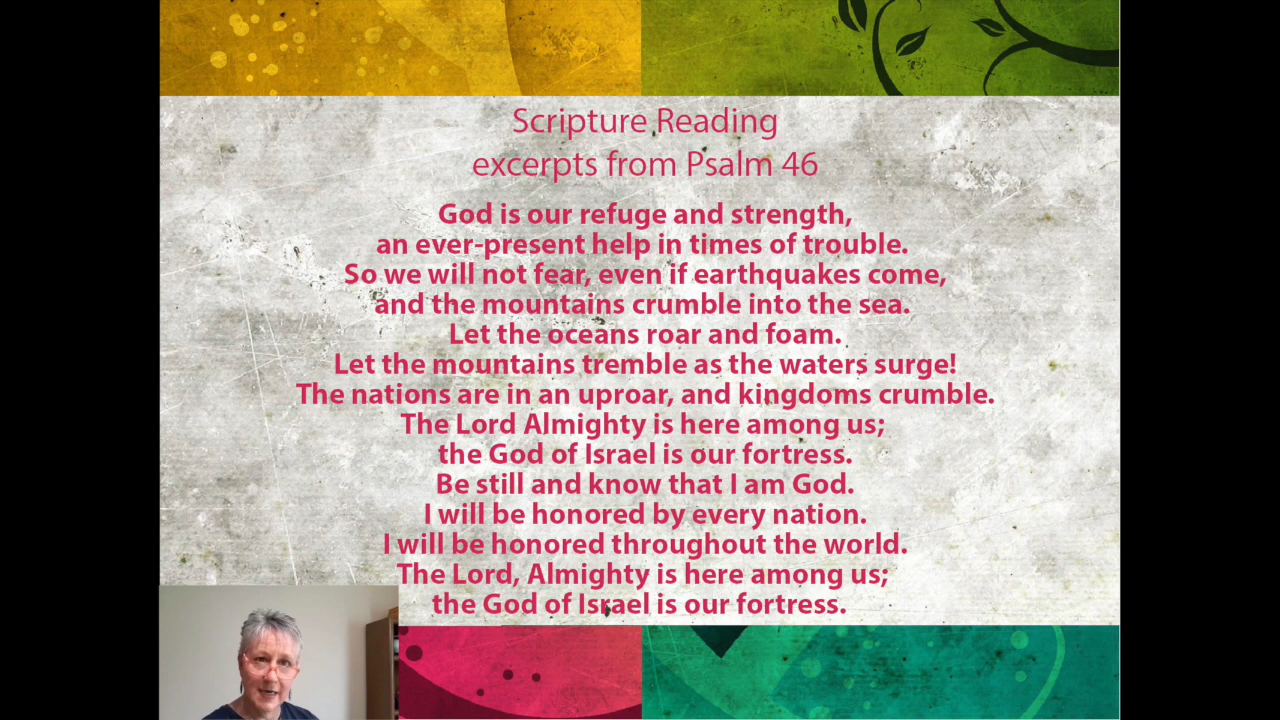 Scripture Reading
excerpts from Psalm 46
God is our refuge and strength,
an ever-present help in times of trouble.
So we will not fear, even if earthquakes come,
and the mountains crumble into the sea.
Let the oceans roar and foam.
Let the mountains tremble as the waters surge!
The nations are in an uproar, and kingdoms crumble.
The Lord Almighty is here among us;
the God of Israel is our fortress.
Be still and know that I am God.
I will be honored by every nation.
I will be honored throughout the world.
The Lord, Almighty is here among us;
the God of Israel is our fortress.